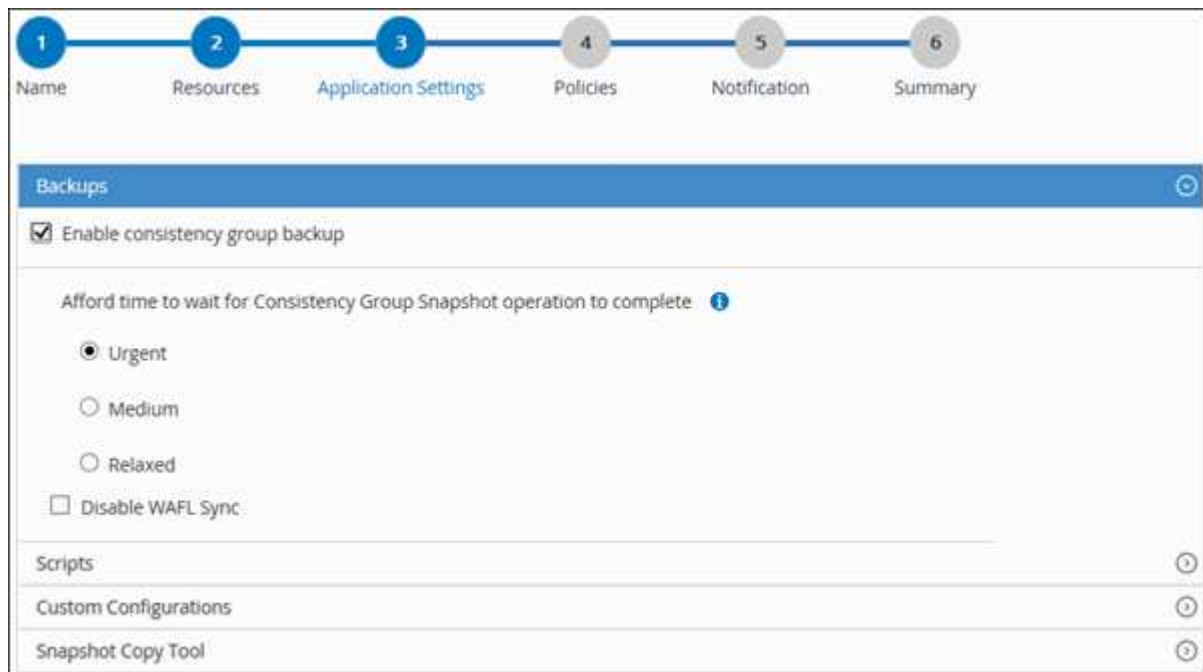 1 2 3 4 5 6
Name Resources Application Settings Policies Notification Summary
Backups
Enable consistency group backup
Afford time to wait for Consistency Group Snapshot operation to complete
Urgent
Medium
Relaxed
Disable WAFL Sync
Scripts
Custom Configurations
Snapshot Copy Tool